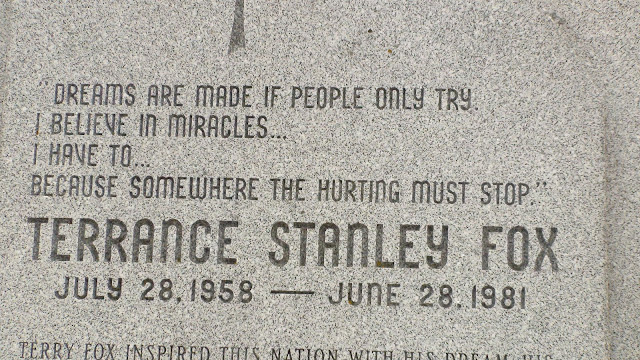 "DREAMS ARE MADE IF PEOPLE ONLY TRY.
I BELIEVE IN MIRACLES...
I HAVE TO...
BECAUSE SOMEWHERE THE HURTING MUST STOP."
TERRANCE STANLEY FOX
JULY 28, 1958 — JUNE 28, 1981
TERRY FOX INSPIRED THIS NATION WITH HIS DREAM